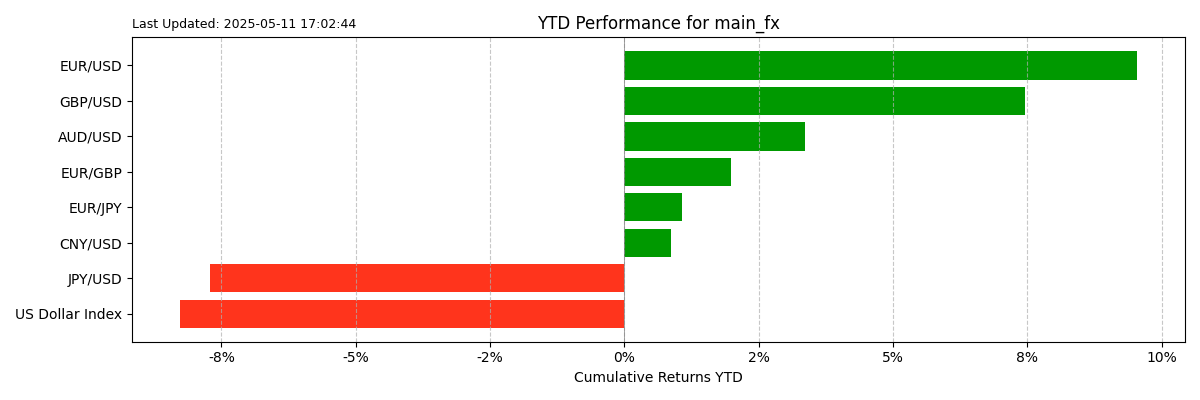 Last Updated: 2025-05-11 17:02:44
YTD Performance for main_fx
EUR/USD
GBP/USD
AUD/USD
EUR/GBP
EUR/JPY
CNY/USD
JPY/USD
US Dollar Index
-8% -5% -2% 0% 2% 5% 8% 10%
Cumulative Returns YTD